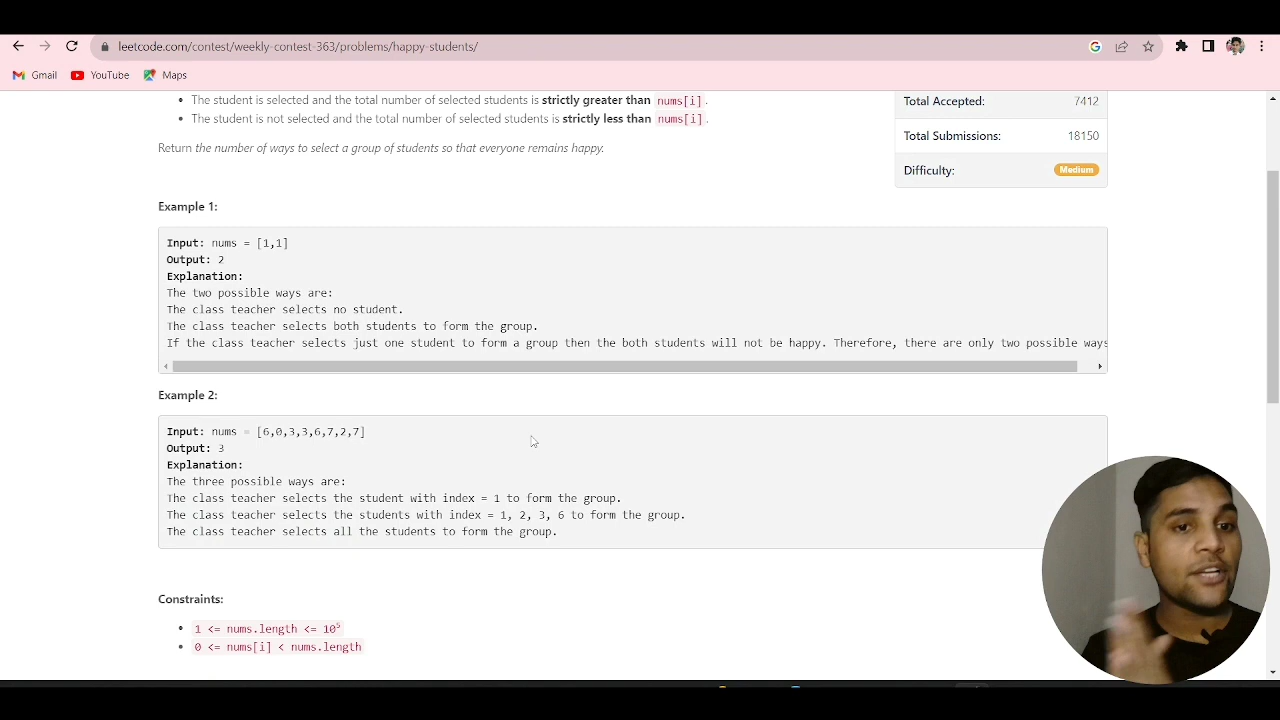 leetcode.com/contest/weekly-contest-363/problems/happy-students/
Gmail YouTube Maps
• The student is selected and the total number of selected students is strictly greater than nums[i].
• The student is not selected and the total number of selected students is strictly less than nums[i].
Return the number of ways to select a group of students so that everyone remains happy.
Total Accepted: 7412
Total Submissions: 18150
Difficulty: Medium
Example 1:
Input: nums = [1,1]
Output: 2
Explanation:
The two possible ways are:
The class teacher selects no student.
The class teacher selects both students to form the group.
If the class teacher selects just one student to form a group then the both students will not be happy. Therefore, there are only two possible ways
Example 2:
Input: nums = [6,0,3,3,6,7,2,7]
Output: 3
Explanation:
The three possible ways are:
The class teacher selects the student with index = 1 to form the group.
The class teacher selects the students with index = 1, 2, 3, 6 to form the group.
The class teacher selects all the students to form the group.
Constraints:
• 1 <= nums.length <= 10⁵
• 0 <= nums[i] < nums.length